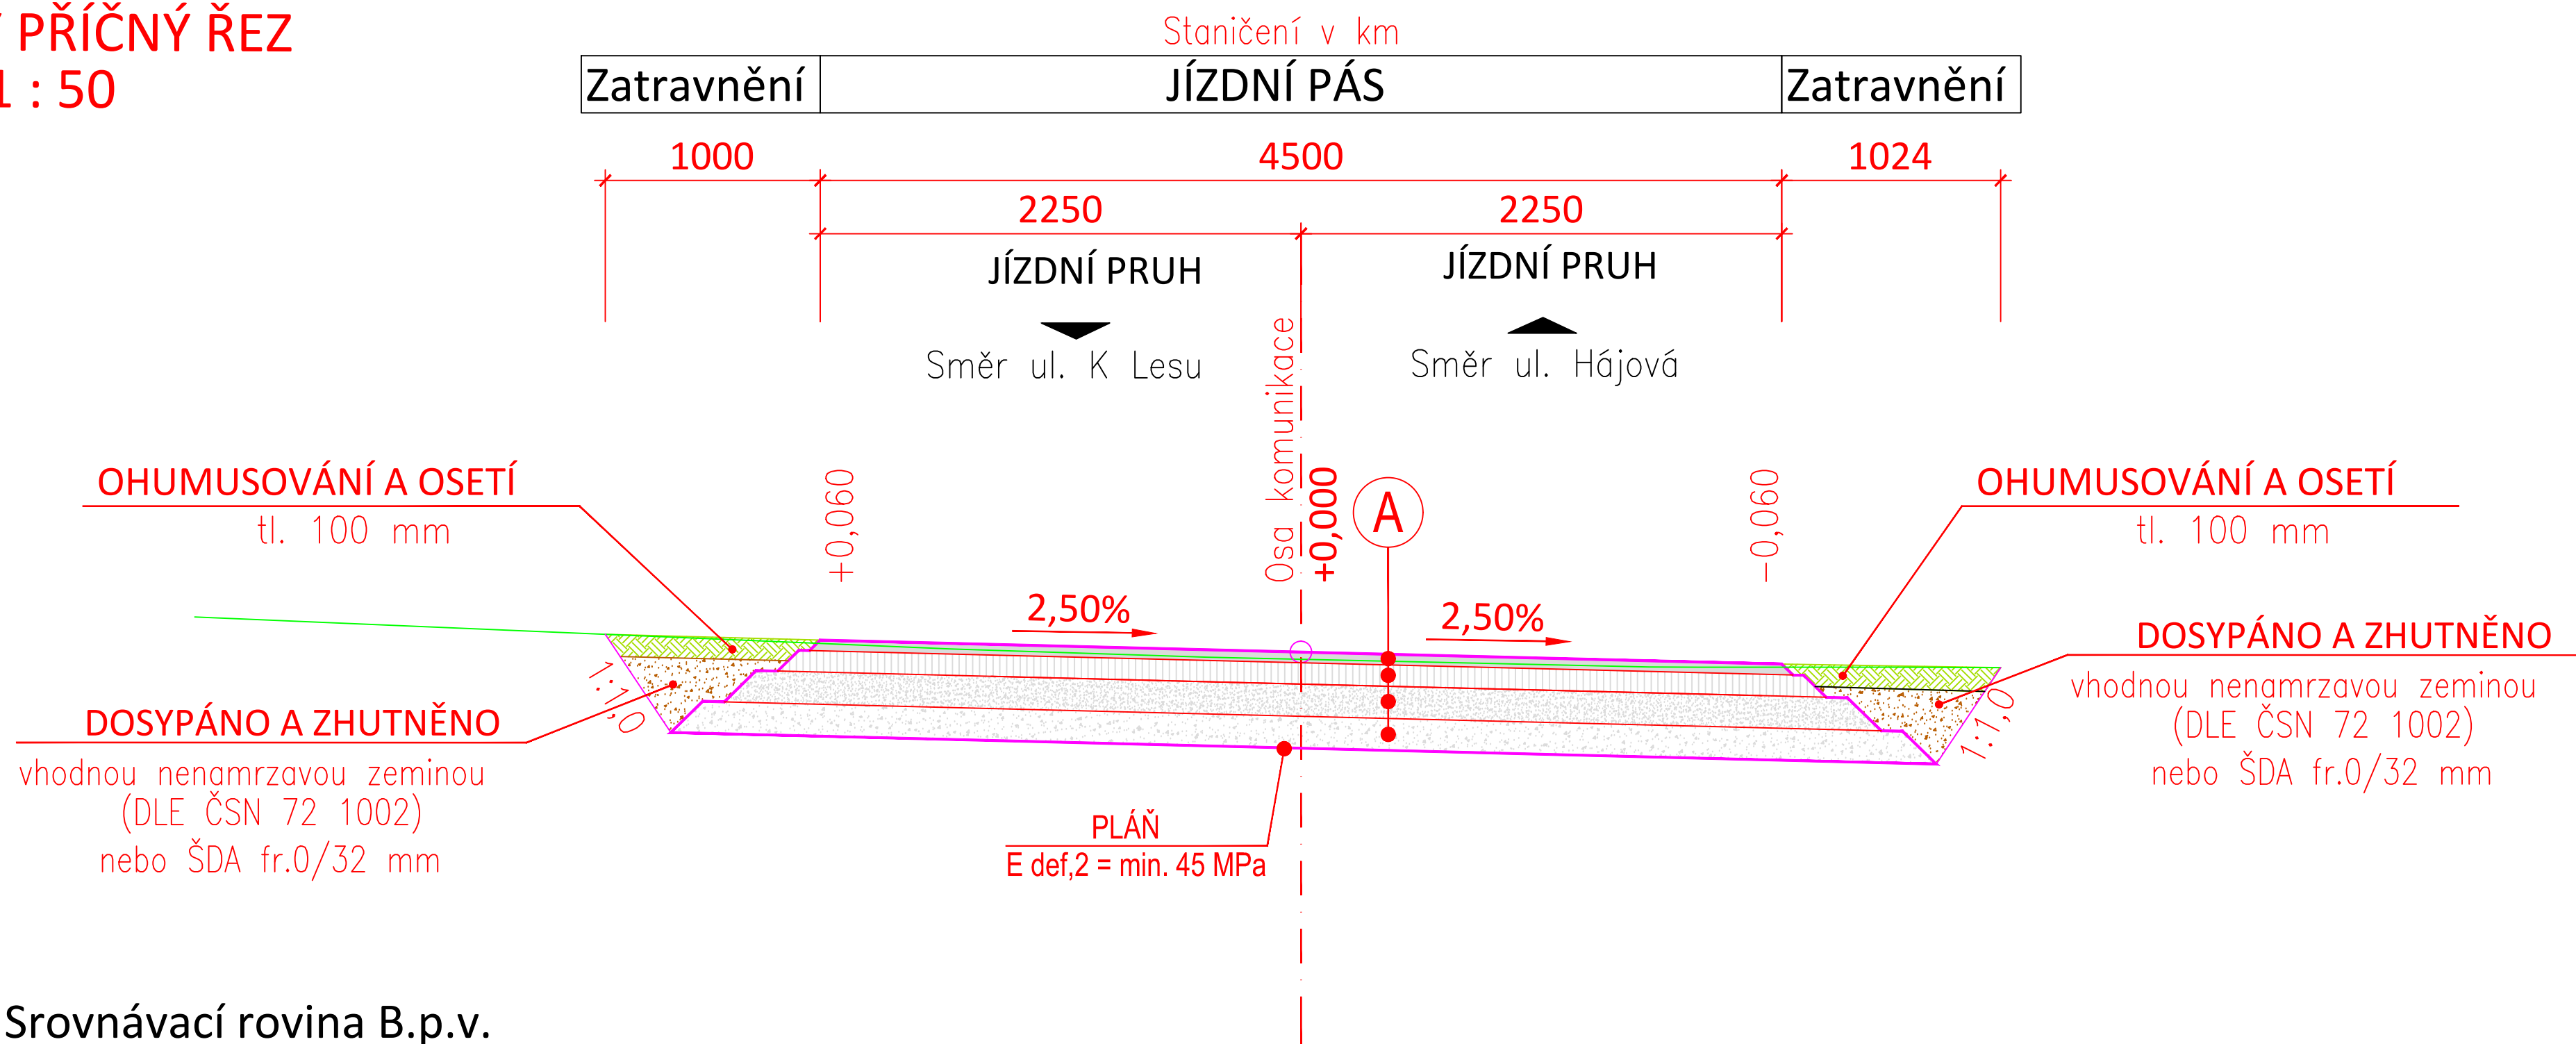 PŘÍČNÝ ŘEZ
1 : 50
Staničení v km
Zatravnění
JÍZDNÍ PÁS
Zatravnění
1000
4500
1024
2250
2250
JÍZDNÍ PRUH
JÍZDNÍ PRUH
Směr ul. K Lesu
Směr ul. Hájová
Osa komunikace
+0,060
+0,000
-0,060
A
OHUMUSOVÁNÍ A OSETÍ
tl. 100 mm
OHUMUSOVÁNÍ A OSETÍ
tl. 100 mm
2,50%
2,50%
1:1,0
1:1,0
DOSYPÁNO A ZHUTNĚNO
vhodnou nenamrzavou zeminou
(DLE ČSN 72 1002)
nebo ŠDA fr.0/32 mm
DOSYPÁNO A ZHUTNĚNO
vhodnou nenamrzavou zeminou
(DLE ČSN 72 1002)
nebo ŠDA fr.0/32 mm
PLÁŇ
E def,2 = min. 45 MPa
Srovnávací rovina B.p.v.